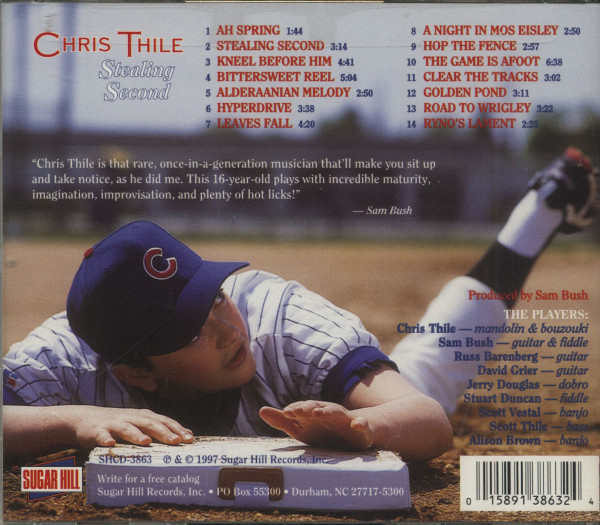 CHRIS THILE
Stealing
Second
1 AH SPRING 1:44
2 STEALING SECOND 3:14
3 KNEEL BEFORE HIM 4:41
4 BITTERSWEET REEL 5:04
5 ALDERAANIAN MELODY 2:50
6 HYPERDRIVE 3:38
7 LEAVES FALL 4:20
8 A NIGHT IN MOS EISLEY 2:50
9 HOP THE FENCE 2:57
10 THE GAME IS AFOOT 6:38
11 CLEAR THE TRACKS 3:02
12 GOLDEN POND 3:11
13 ROAD TO WRIGLEY 3:22
14 RYNO'S LAMENT 2:25
“Chris Thile is that rare, once-in-a-generation musician that'll make you sit up
and take notice, as he did me. This 16-year-old plays with incredible maturity,
imagination, improvisation, and plenty of hot licks!”
— Sam Bush
C
Produced by Sam Bush
THE PLAYERS:
Chris Thile — mandolin & bouzouki
Sam Bush — guitar & fiddle
Russ Barenberg — guitar
David Grier — guitar
Jerry Douglas — dobro
Stuart Duncan — fiddle
Scott Vestal — banjo
Scott Thile — bass
Alison Brown — banjo
SHCD-3863 ℗ & © 1997 Sugar Hill Records, Inc.
SUGAR HILL
Write for a free catalog
Sugar Hill Records, Inc. • PO Box 55300 • Durham, NC 27717-5300
0 15891 38632 4